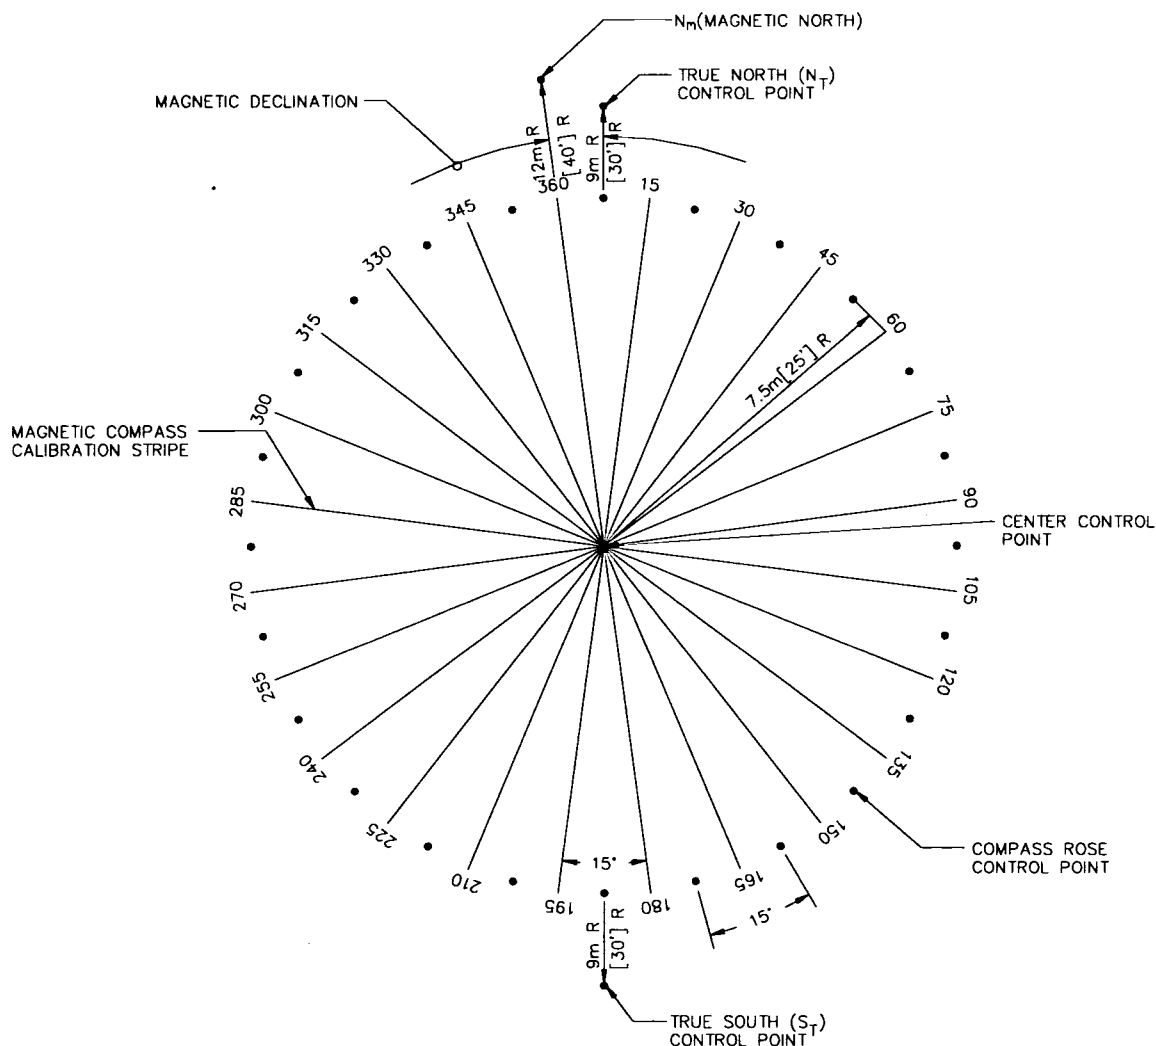 Nm(MAGNETIC NORTH)
TRUE NORTH (NT)
CONTROL POINT
MAGNETIC DECLINATION
12m R
[40'] R
9m R
[30'] R
360
15
30
45
60
75
90
105
120
135
150
165
180
195
210
225
240
255
270
285
300
315
330
345
7.5m[25'] R
MAGNETIC COMPASS
CALIBRATION STRIPE
CENTER CONTROL
POINT
COMPASS ROSE
CONTROL POINT
15°
15°
9m R
[30'] R
TRUE SOUTH (ST)
CONTROL POINT